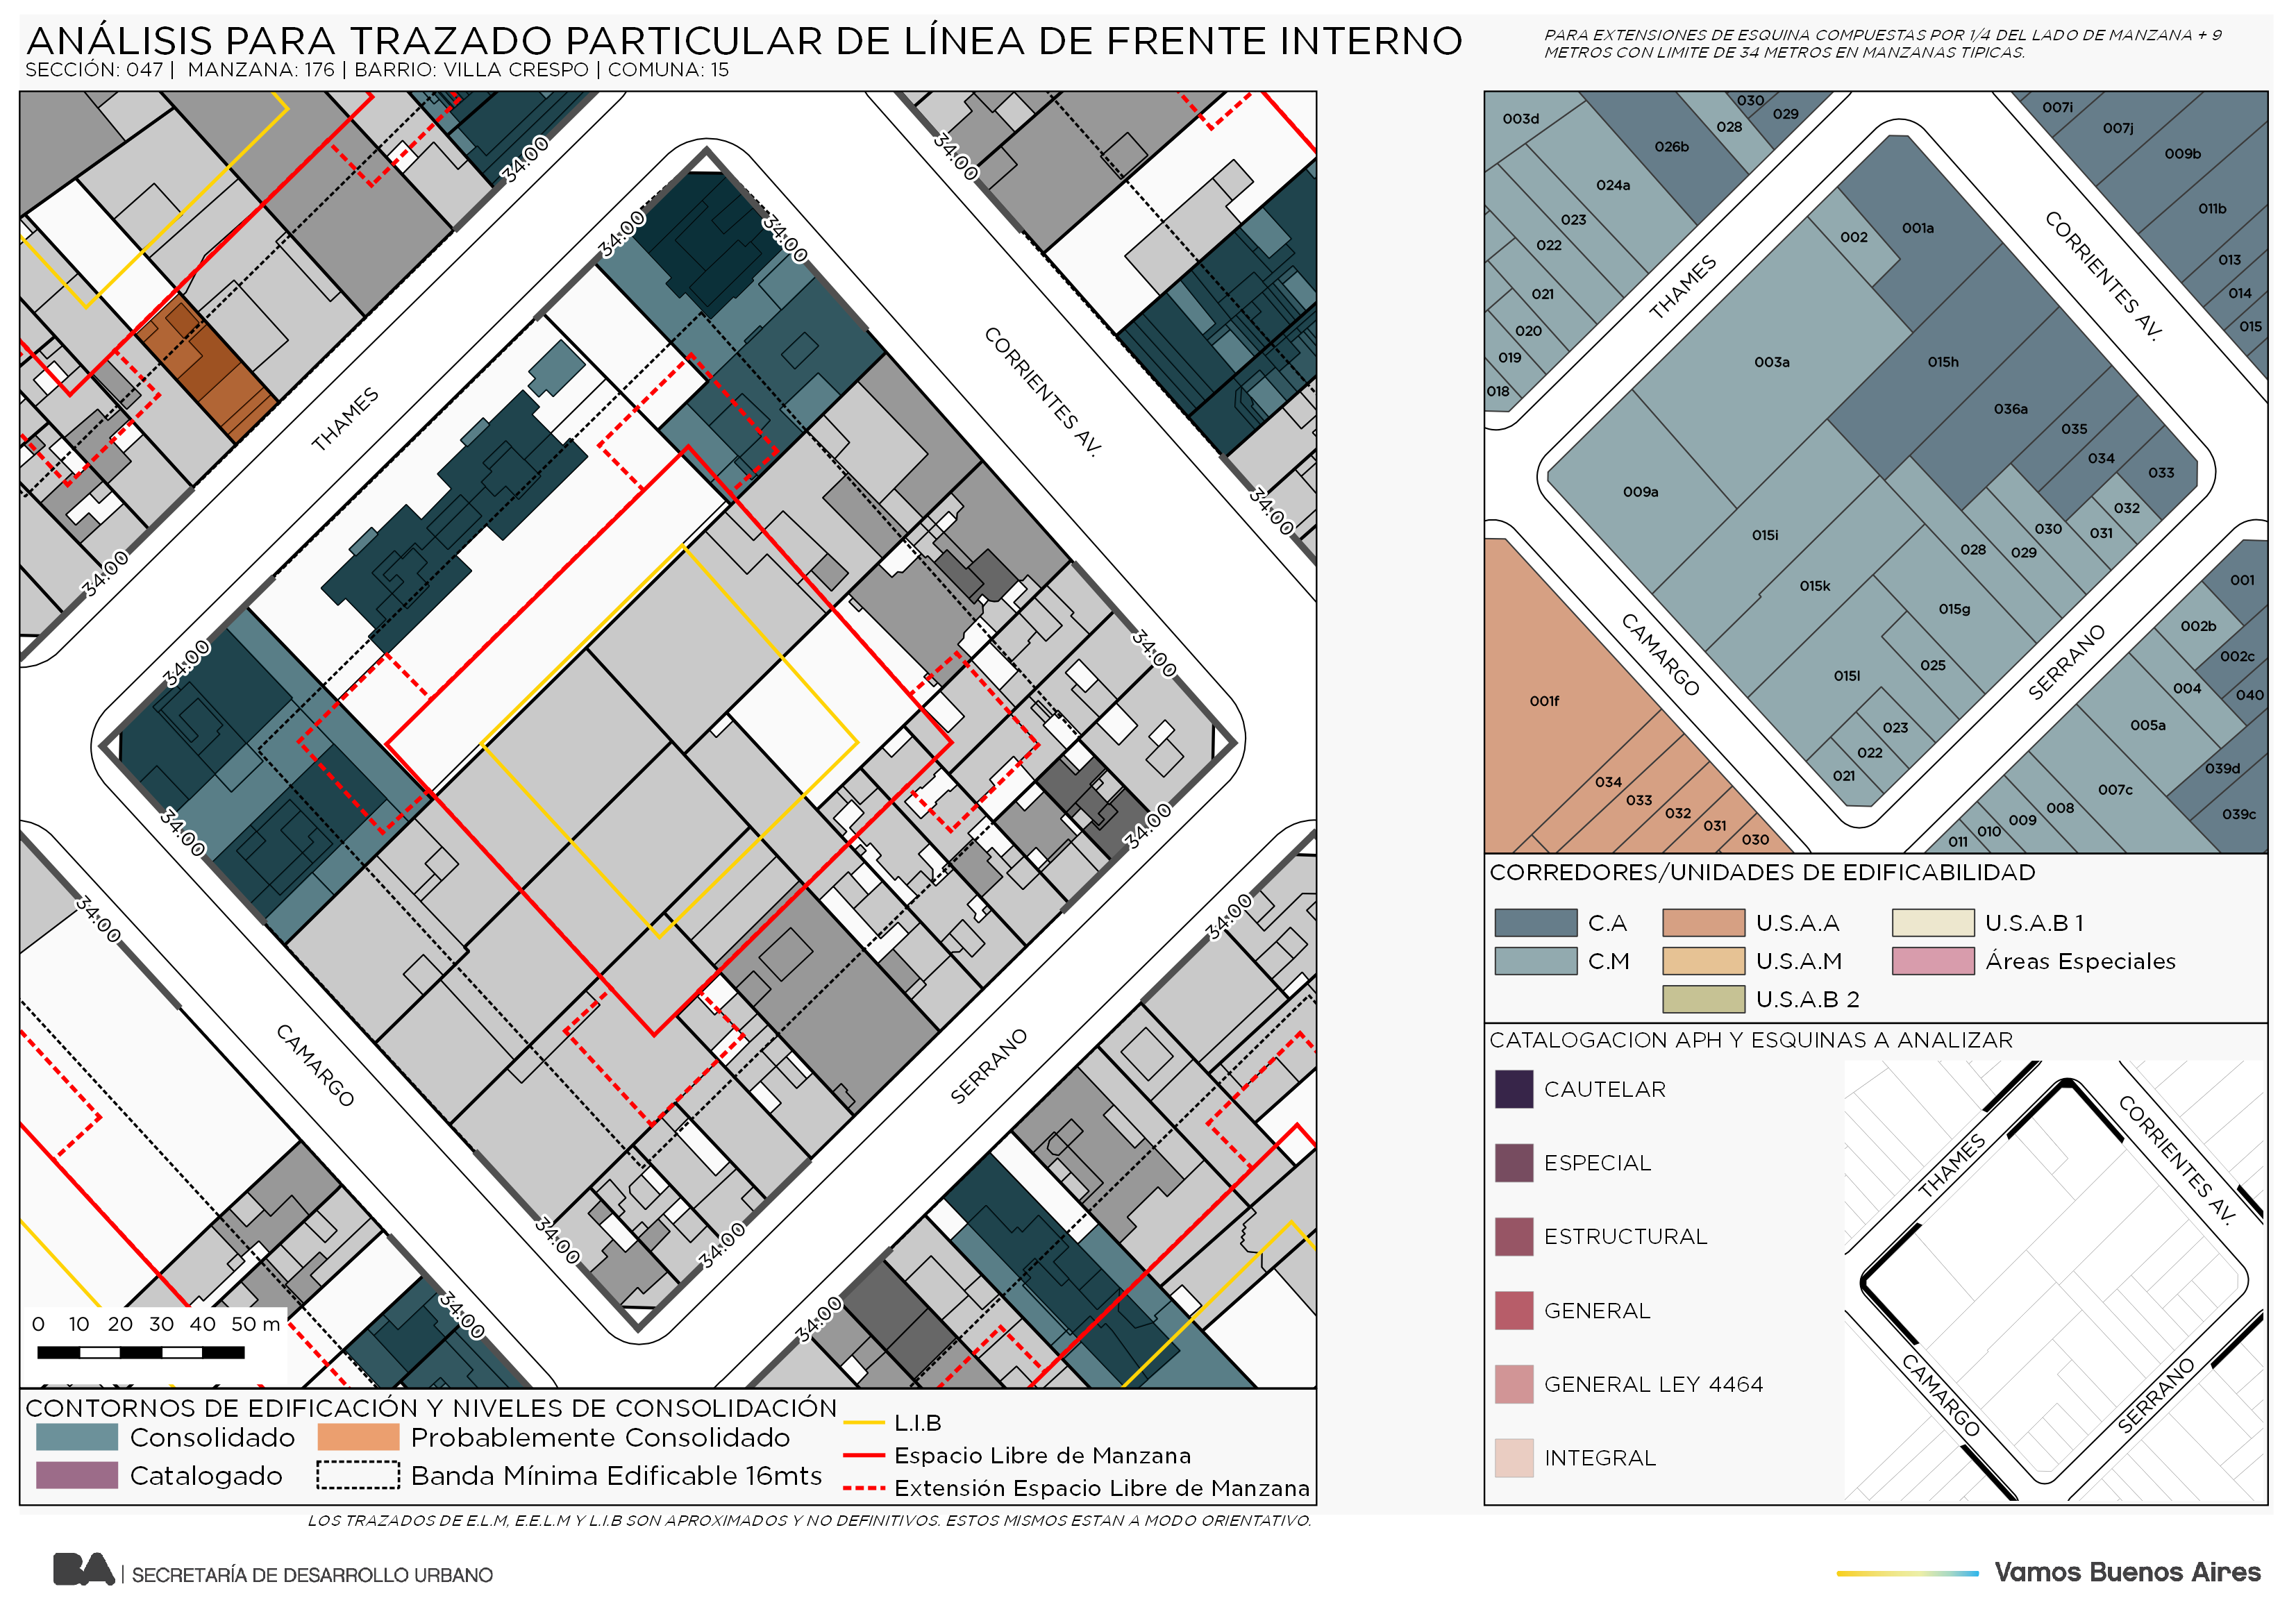 ANÁLISIS PARA TRAZADO PARTICULAR DE LÍNEA DE FRENTE INTERNO
SECCIÓN: 047 | MANZANA: 176 | BARRIO: VILLA CRESPO | COMUNA: 15
PARA EXTENSIONES DE ESQUINA COMPUESTAS POR 1/4 DEL LADO DE MANZANA + 9
METROS CON LIMITE DE 34 METROS EN MANZANAS TIPICAS.
34:00
34:00
34:00
34:00
THAMES
CORRIENTES AV.
34:00
34:00
34:00
34:00
34:00
34:00
34:00
34:00
CAMARGO
SERRANO
34:00
34:00
34:00
34:00
0 10 20 30 40 50 m
CONTORNOS DE EDIFICACIÓN Y NIVELES DE CONSOLIDACIÓN
Consolidado
Probablemente Consolidado
Catalogado
Banda Mínima Edificable 16mts
L.I.B
Espacio Libre de Manzana
Extensión Espacio Libre de Manzana
LOS TRAZADOS DE E.L.M, E.E.L.M Y L.I.B SON APROXIMADOS Y NO DEFINITIVOS. ESTOS MISMOS ESTAN A MODO ORIENTATIVO.
003d
026b
028
030
029
007i
007j
009b
024a
023
022
021
020
019
018
002
001a
011b
013
014
015
THAMES
CORRIENTES AV.
003a
015h
036a
035
034
033
009a
015i
032
031
030
029
028
015k
015g
025
015l
023
022
021
CAMARGO
SERRANO
001f
034
033
032
031
030
001
002b
002c
004
040
005a
039d
039c
007c
008
009
010
011
CORREDORES/UNIDADES DE EDIFICABILIDAD
C.A
U.S.A.A
U.S.A.B 1
C.M
U.S.A.M
Áreas Especiales
U.S.A.B 2
CATALOGACION APH Y ESQUINAS A ANALIZAR
CAUTELAR
ESPECIAL
ESTRUCTURAL
GENERAL
GENERAL LEY 4464
INTEGRAL
THAMES
CORRIENTES AV.
CAMARGO
SERRANO
BA | SECRETARÍA DE DESARROLLO URBANO
Vamos Buenos Aires